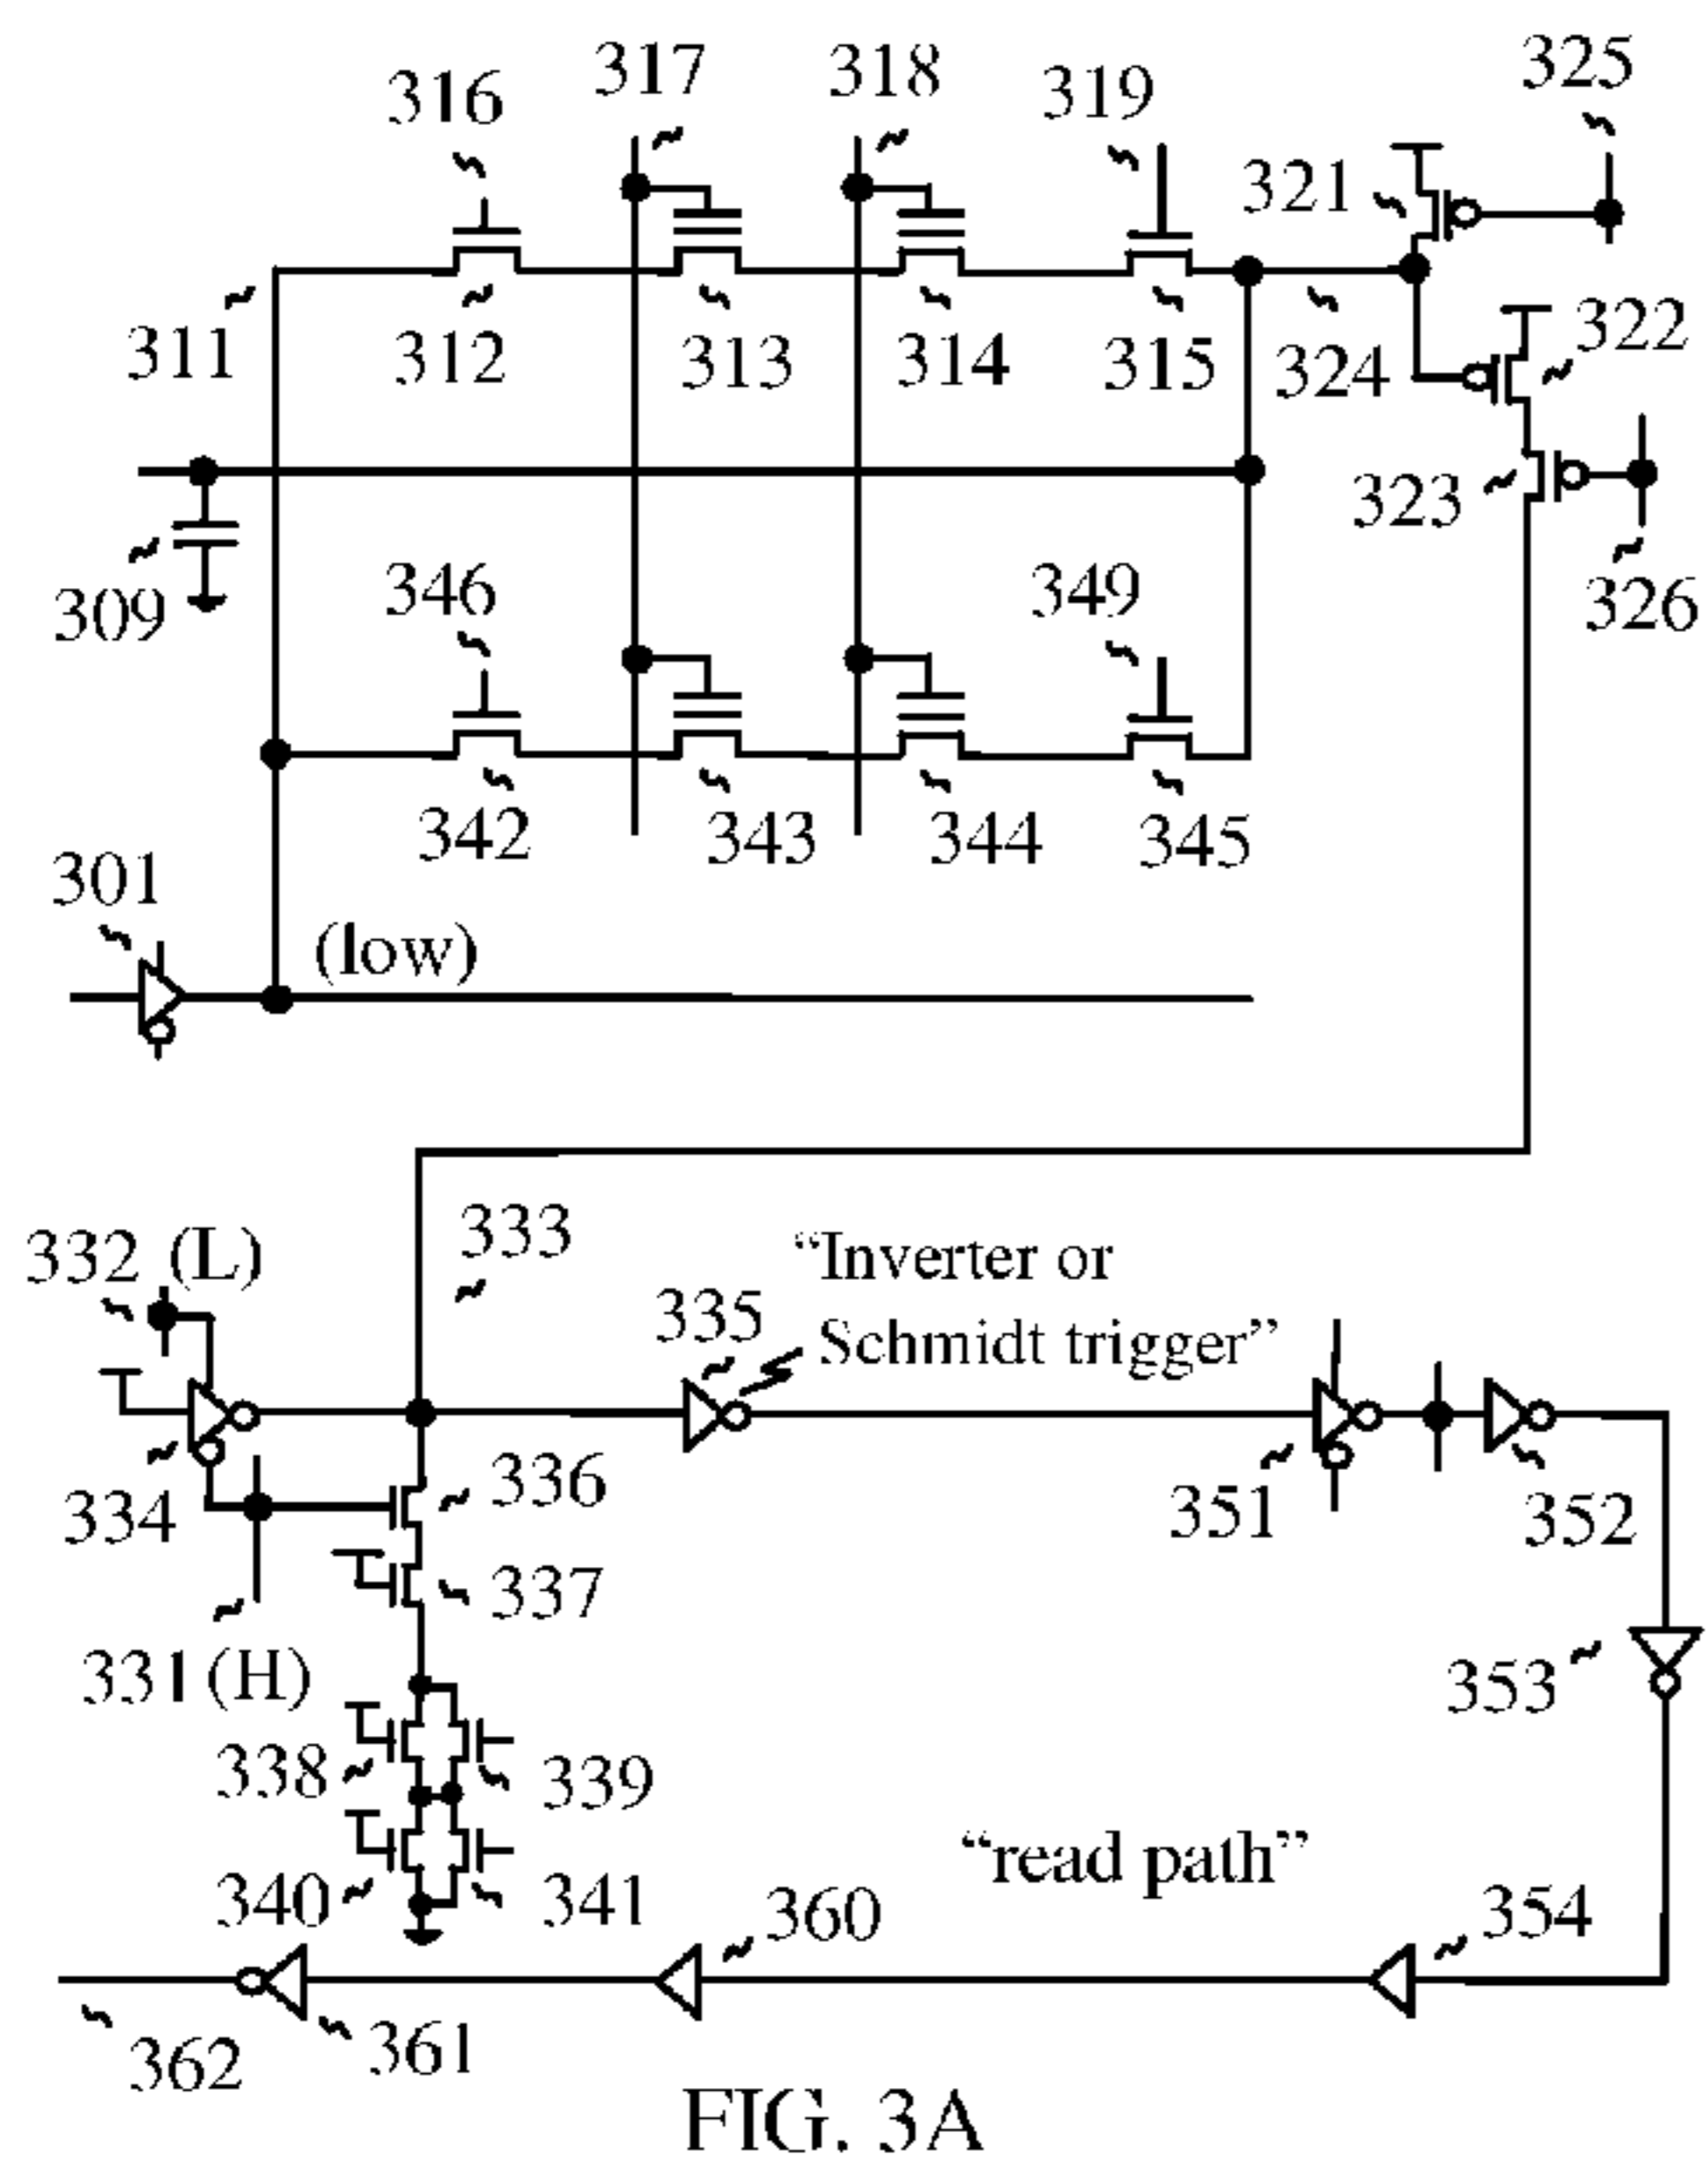 316 317 318 319 325
321
311 312 313 314 315 324 322
323
309 346 349 326
342 343 344 345
301
(low)
332 (L) 333 “Inverter or
335 Schmidt trigger”
334 336 351 352
337
331 (H) 353
338 339
“read path”
340 341 360 354
362 361
FIG. 3A